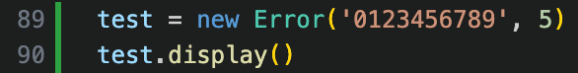 89 test = new Error('0123456789', 5)
90 test.display()